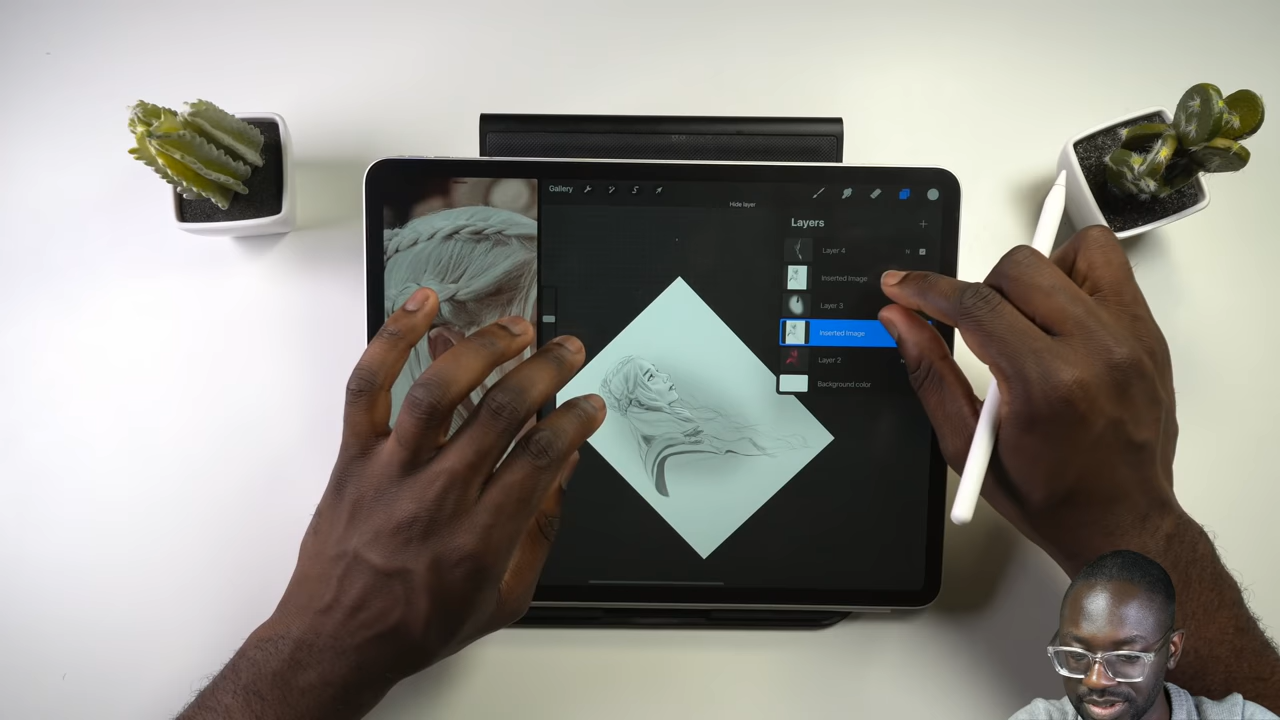 Gallery
Hide layer
Layers
Layer 4
Inserted Image
Layer 3
Inserted Image
Layer 2
Background color